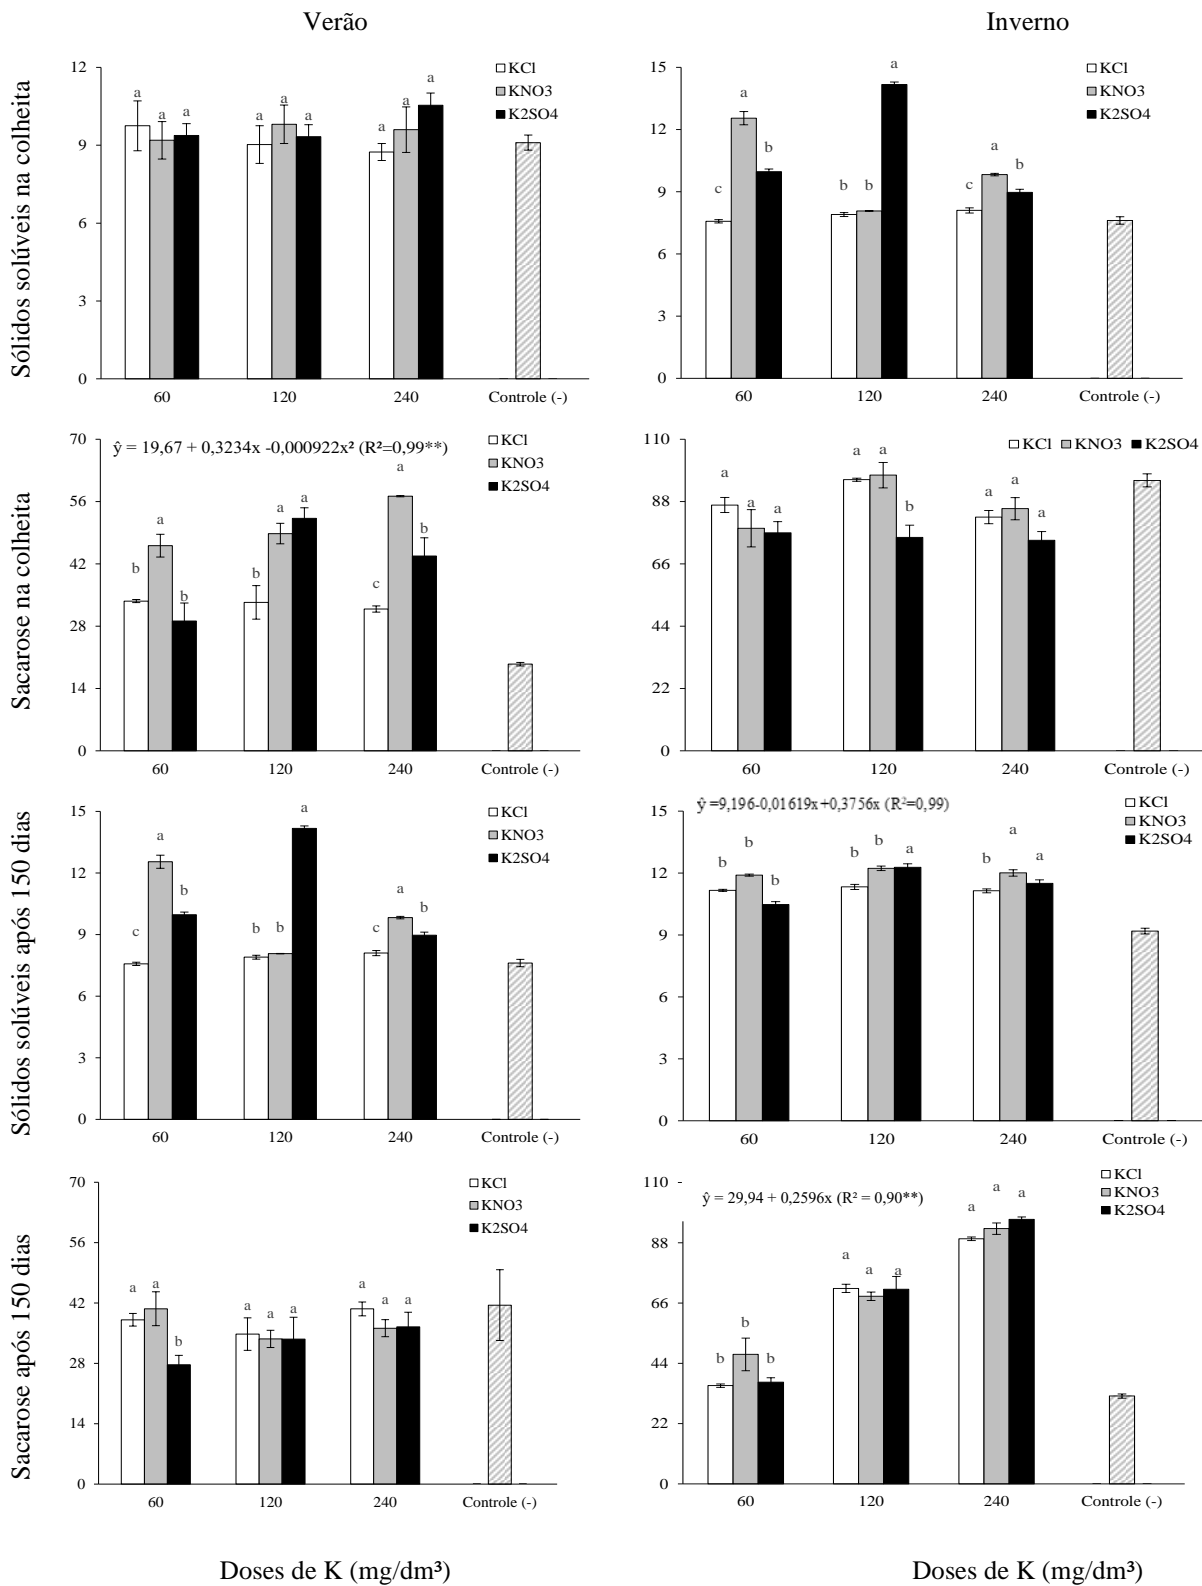 Verão
Inverno
Sólidos solúveis na colheita
12
9
6
3
0
a
a
a
a
a
a
a
a
a
KCl
KNO3
K2SO4
60
120
240
Controle (-)
15
12
9
6
3
0
c
a
b
b
b
a
c
a
b
KCl
KNO3
K2SO4
60
120
240
Controle (-)
Sacarose na colheita
70
56
42
28
14
0
ŷ = 19,67 + 0,3234x -0,000922x² (R²=0,99**)
b
a
b
b
a
a
c
a
b
KCl
KNO3
K2SO4
60
120
240
Controle (-)
110
88
66
44
22
0
a
a
a
a
a
b
a
a
a
KCl
KNO3
K2SO4
60
120
240
Controle (-)
Sólidos solúveis após 150 dias
15
12
9
6
3
0
c
a
b
b
b
a
c
a
b
KCl
KNO3
K2SO4
60
120
240
Controle (-)
ŷ =9,196-0,01619x+0,3756x (R²=0,99)
15
12
9
6
3
0
b
b
b
b
b
a
b
a
a
KCl
KNO3
K2SO4
60
120
240
Controle (-)
Sacarose após 150 dias
70
56
42
28
14
0
a
a
b
a
a
a
a
a
a
KCl
KNO3
K2SO4
60
120
240
Controle (-)
110
88
66
44
22
0
ŷ = 29,94 + 0,2596x (R² = 0,90**)
b
b
b
a
a
a
a
a
a
KCl
KNO3
K2SO4
60
120
240
Controle (-)
Doses de K (mg/dm³)
Doses de K (mg/dm³)